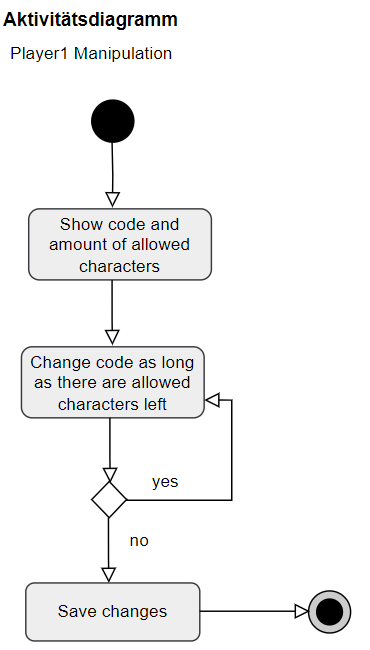 Aktivitätsdiagramm
Player1 Manipulation
Show code and
amount of allowed
characters
Change code as long
as there are allowed
characters left
yes
no
Save changes